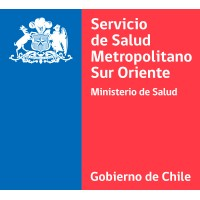 Servicio
de Salud
Metropolitano
Sur Oriente
Ministerio de Salud
Gobierno de Chile